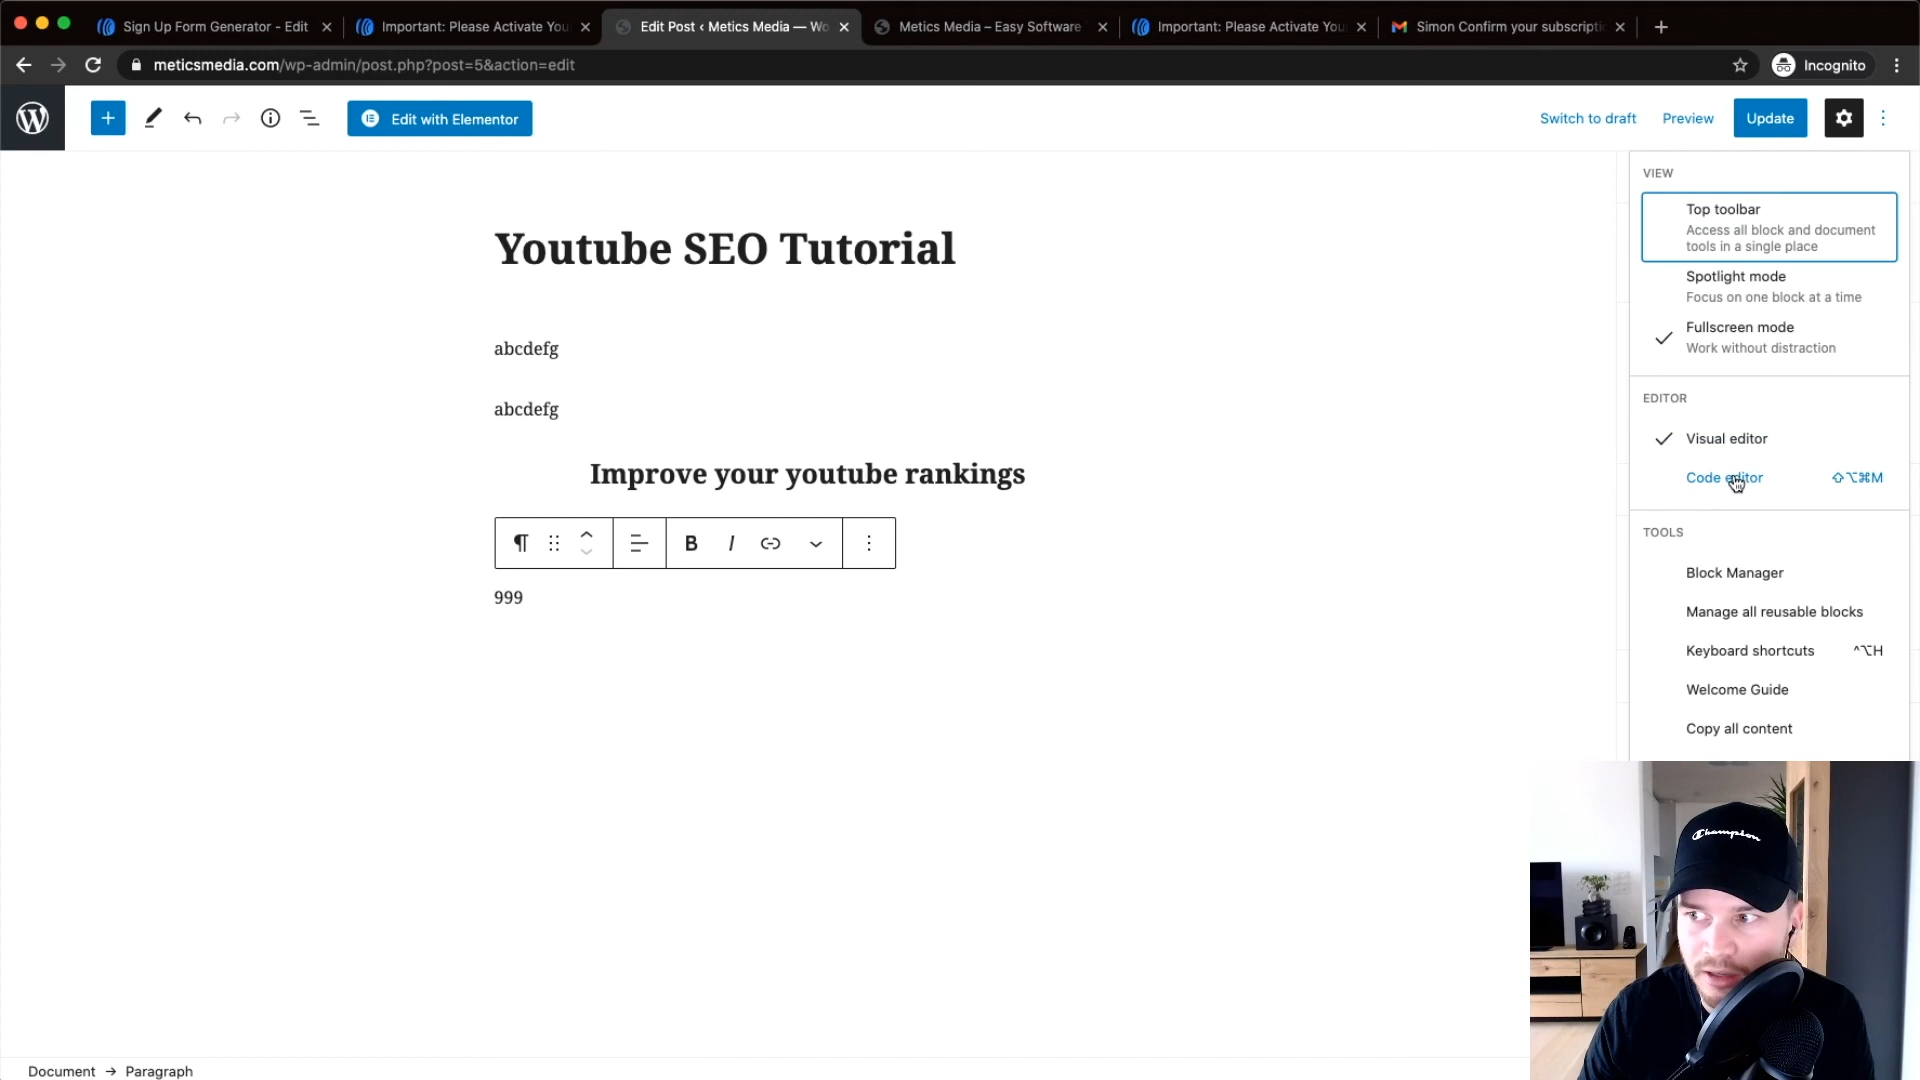 Sign Up Form Generator - Edit
Important: Please Activate You
Edit Post ‹ Metics Media — Wo
Metics Media – Easy Software
Important: Please Activate You
Simon Confirm your subscripti
meticsmedia.com/wp-admin/post.php?post=5&action=edit
Incognito
Edit with Elementor
Switch to draft
Preview
Update
VIEW
Top toolbar
Access all block and document
tools in a single place
Spotlight mode
Focus on one block at a time
Fullscreen mode
Work without distraction
EDITOR
Visual editor
Code editor ⇧⌥⌘M
TOOLS
Block Manager
Manage all reusable blocks
Keyboard shortcuts ^⌥H
Welcome Guide
Copy all content
Youtube SEO Tutorial
abcdefg
abcdefg
Improve your youtube rankings
B I
999
Champion
Document → Paragraph